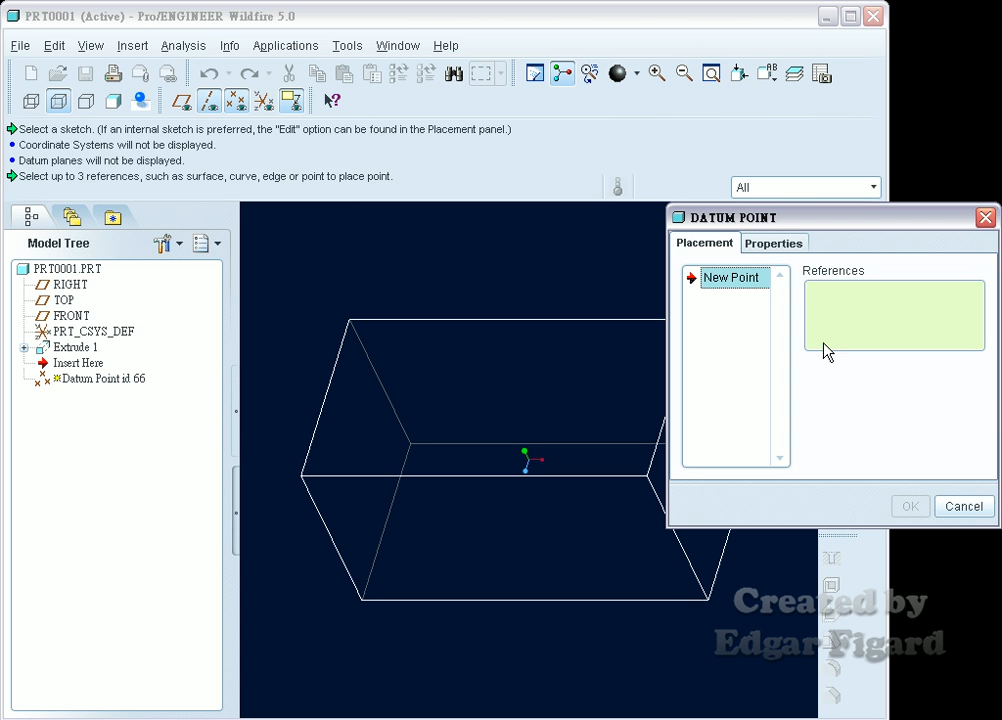 PRT0001 (Active) - Pro/ENGINEER Wildfire 5.0
File Edit View Insert Analysis Info Applications Tools Window Help
Select a sketch. (If an internal sketch is preferred, the "Edit" option can be found in the Placement panel.)
Coordinate Systems will not be displayed.
Datum planes will not be displayed.
Select up to 3 references, such as surface, curve, edge or point to place point.
All
Model Tree
PRT0001.PRT
RIGHT
TOP
FRONT
PRT_CSYS_DEF
Extrude 1
Insert Here
Datum Point id 66
DATUM POINT
Placement Properties
New Point
References
OK Cancel
Created by
Edgar Figard